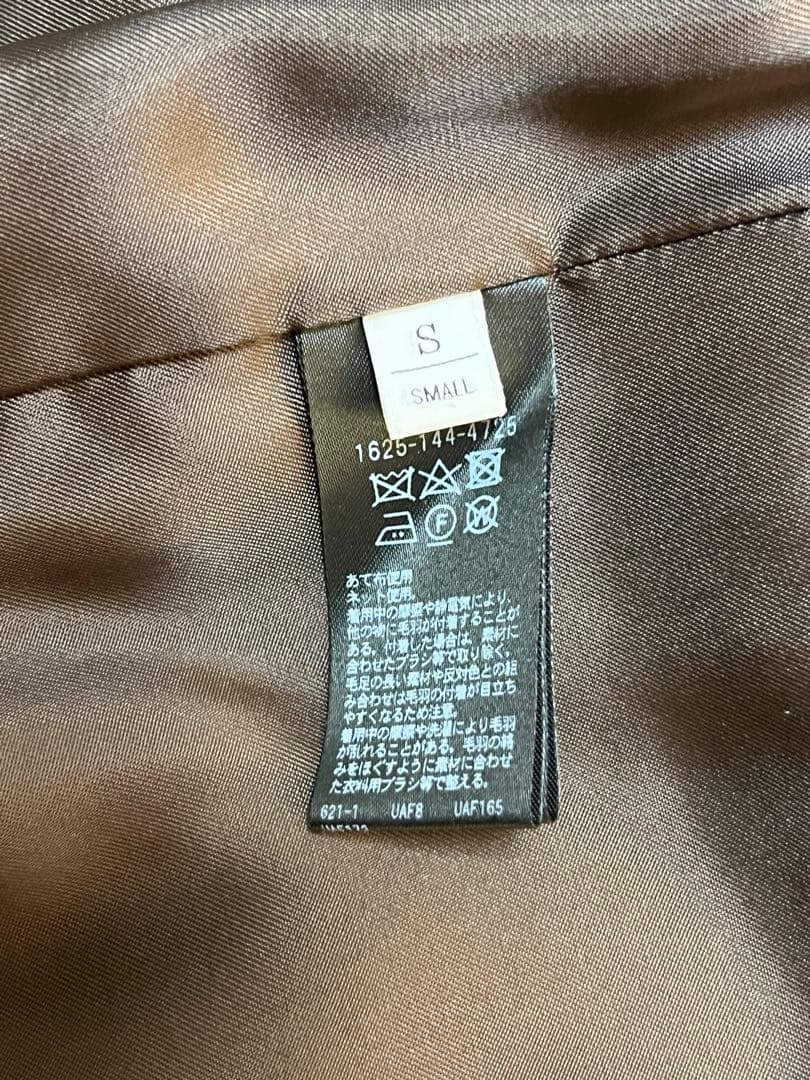 S
SMALL
1625-144-4725
F
W
あて布使用
ネット使用
着用中の摩擦や静電気により、
他の物に毛羽が付着することが
ある。付着した場合は、素材に
合わせたブラシ等で取り除く。
毛足の長い素材や反対色との組
み合わせは毛羽の付着が目立ち
やすくなるため注意。
着用中の摩擦や洗濯により毛羽
が乱れることがある。毛羽の絡
みをほぐすように素材に合わせ
た衣料用ブラシ等で整える。
621-1 UAF8 UAF165